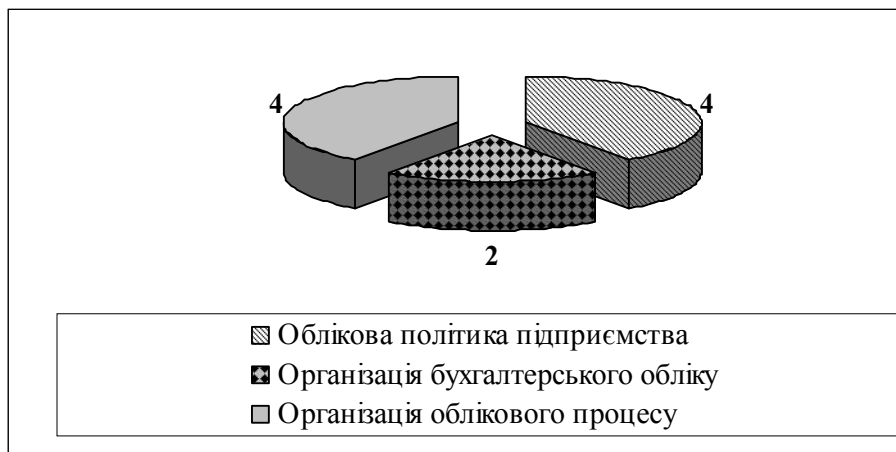 4
4
2
Облікова політика підприємства
Організація бухгалтерського обліку
Організація облікового процесу